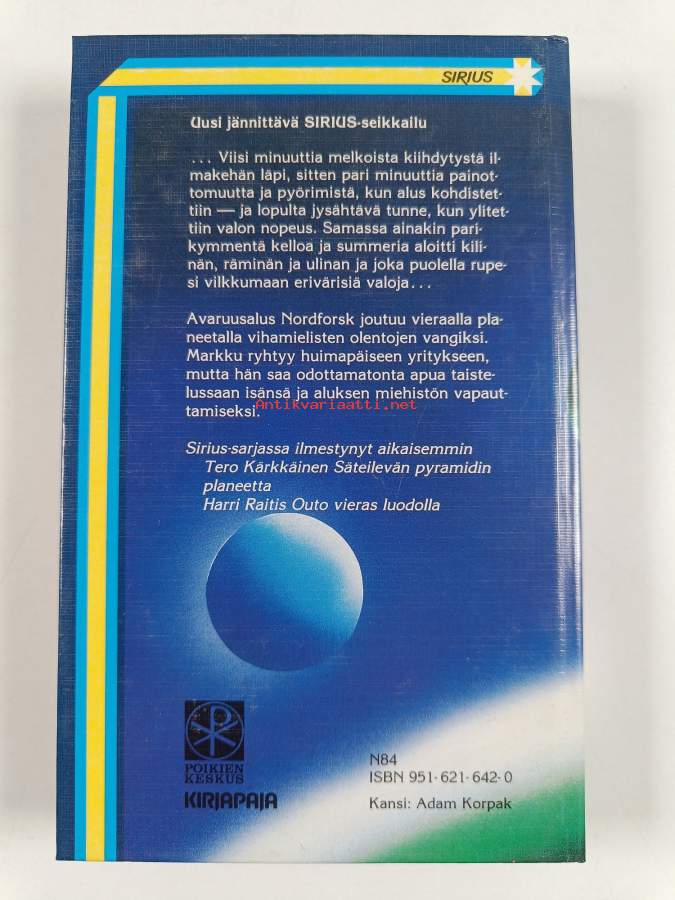 SIRIUS
Uusi jännittävä SIRIUS-seikkailu
... Viisi minuuttia melkoista kiihdytystä il-
makehän läpi, sitten pari minuuttia painot-
tomuutta ja pyörimistä, kun alus kohdistet-
tiin — ja lopulta jysähtävä tunne, kun ylitet-
tiin valon nopeus. Samassa ainakin pari-
kymmentä kelloa ja summeria aloitti kili-
nän, räminän ja ulinan ja joka puolella rupe-
si vilkkumaan erivärisiä valoja...
Avaruusalus Nordforsk joutuu vieraalla pla-
neetalla vihamielisten olentojen vangiksi.
Markku ryhtyy huimapäiseen yritykseen,
mutta hän saa odottamatonta apua taiste-
lussaan isänsä ja aluksen miehistön vapaut-
Antikvariaatti.net
tamiseksi.
Sirius-sarjassa ilmestynyt aikaisemmin
Tero Kärkkäinen Säteilevän pyramidin
planeetta
Harri Raitis Outo vieras luodolla
POIKIEN
KESKUS
KIRJAPAJA
N84
ISBN 951-621-642-0
Kansi: Adam Korpak